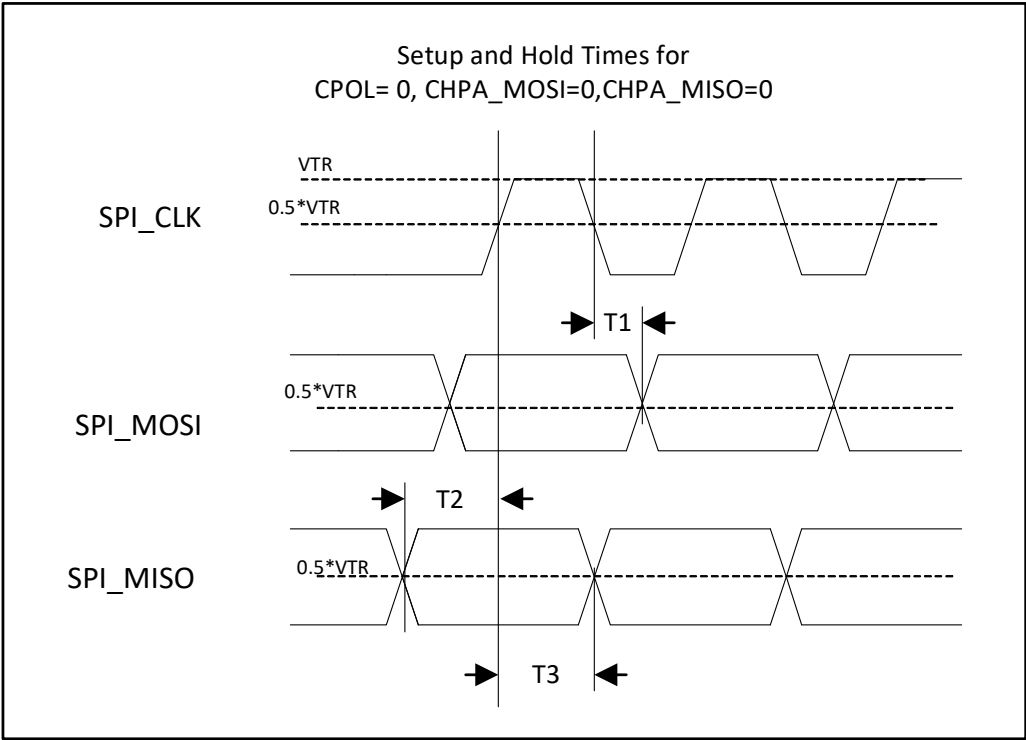 Setup and Hold Times for
CPOL= 0, CHPA_MOSI=0,CHPA_MISO=0
VTR
SPI_CLK
0.5*VTR
T1
0.5*VTR
SPI_MOSI
T2
0.5*VTR
SPI_MISO
T3